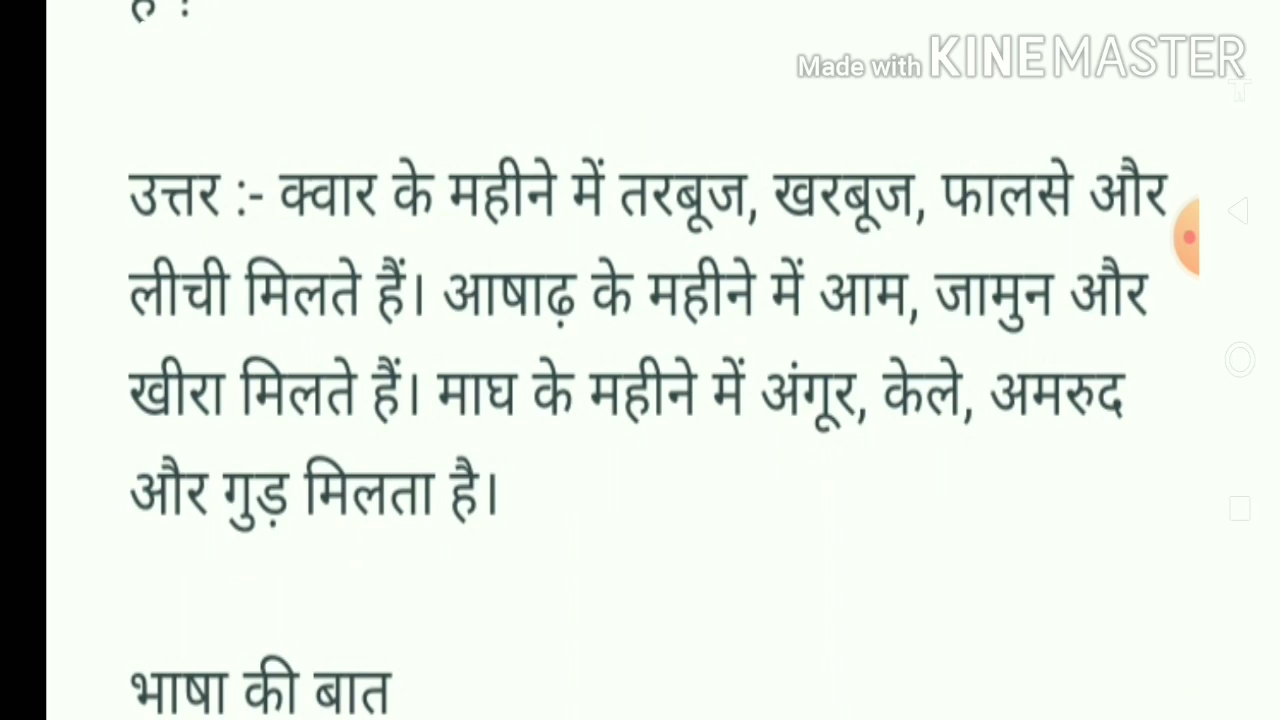 है ?
Made with KINEMASTER
उत्तर :- क्वार के महीने में तरबूज, खरबूज, फालसे और
लीची मिलते हैं। आषाढ़ के महीने में आम, जामुन और
खीरा मिलते हैं। माघ के महीने में अंगूर, केले, अमरुद
और गुड़ मिलता है।
भाषा की बात